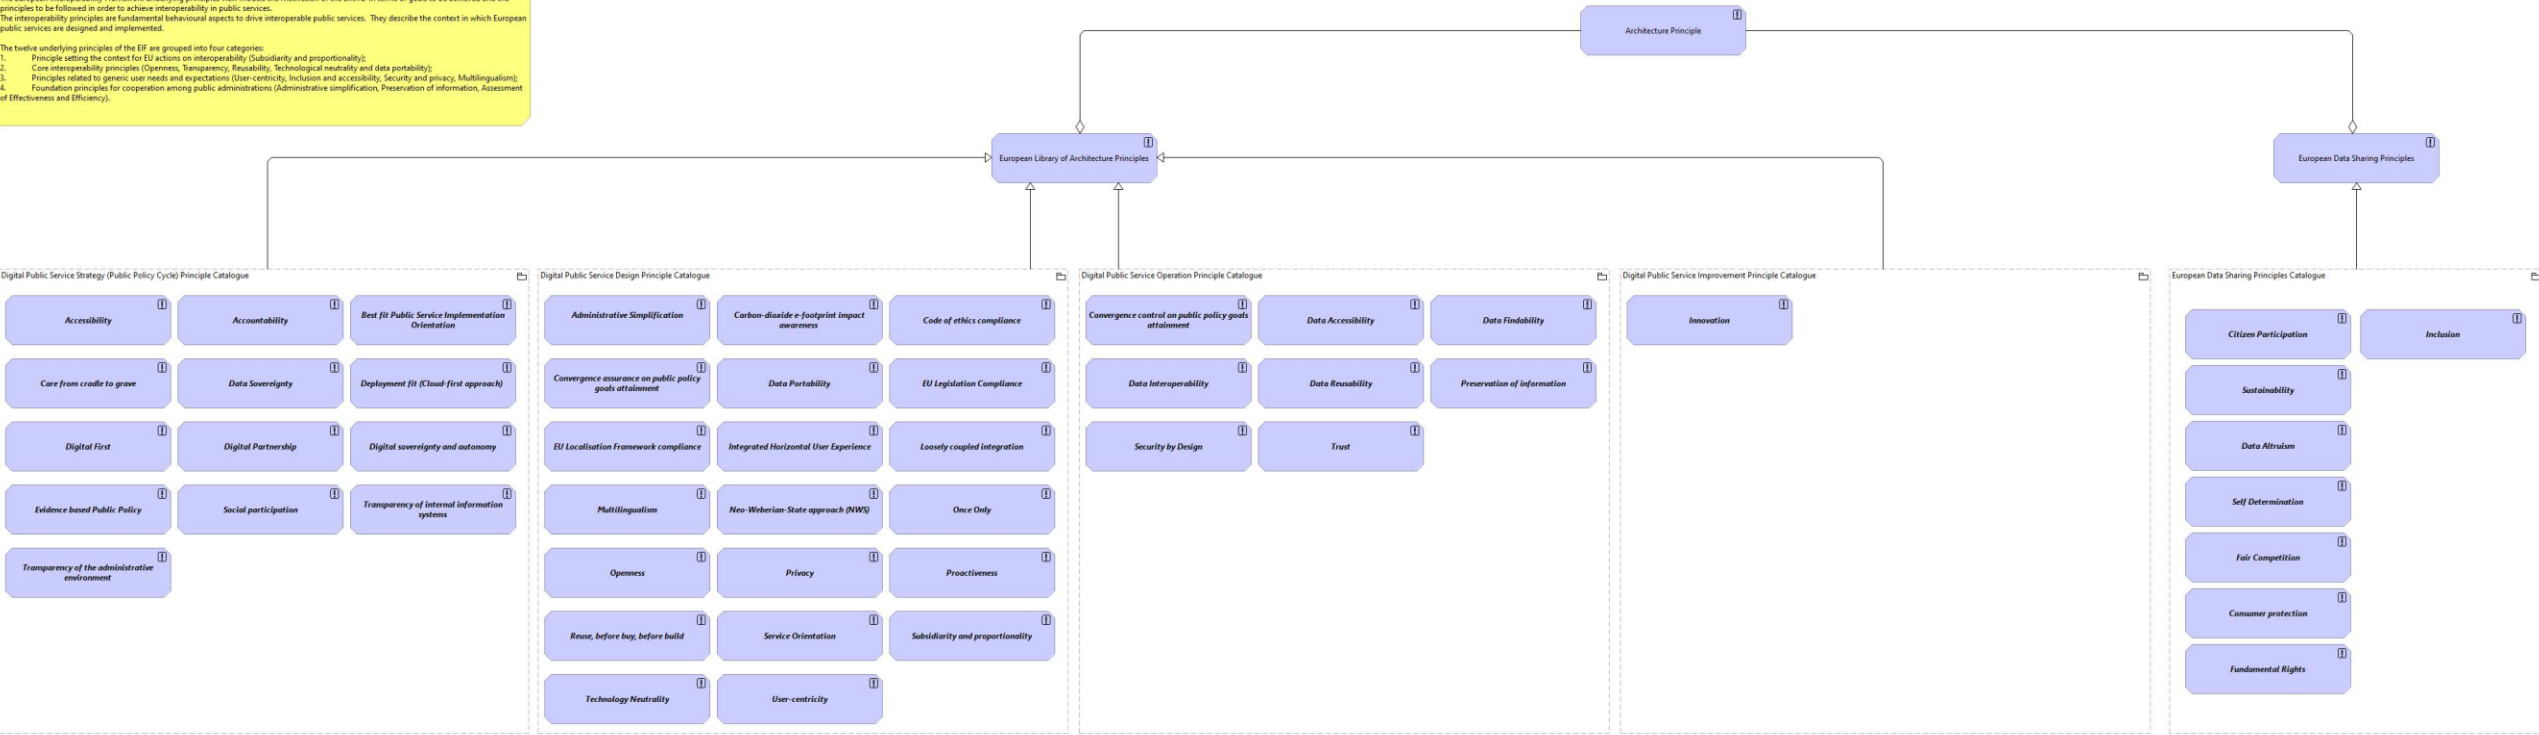 principles to be followed in order to achieve interoperability in public services.
The interoperability principles are fundamental behavioural aspects to drive interoperable public services. They describe the context in which European
public services are designed and implemented.
The twelve underlying principles of the EIF are grouped into four categories:
1. Principle setting the context for EU actions on interoperability (Subsidiarity and proportionality);
2. Core interoperability principles (Openness, Transparency, Reusability, Technological neutrality and data portability);
3. Principles related to generic user needs and expectations (User-centricity, Inclusion and accessibility, Security and privacy, Multilingualism);
4. Foundation principles for cooperation among public administrations (Administrative simplification, Preservation of information, Assessment
of Effectiveness and Efficiency).
Architecture Principle
European Library of Architecture Principles
European Data Sharing Principles
Digital Public Service Strategy (Public Policy Cycle) Principle Catalogue
Accessibility
Accountability
Best fit Public Service Implementation
Orientation
Care from cradle to grave
Data Sovereignty
Deployment fit (Cloud-first approach)
Digital First
Digital Partnership
Digital sovereignty and autonomy
Evidence based Public Policy
Social participation
Transparency of internal information
systems
Transparency of the administrative
environment
Digital Public Service Design Principle Catalogue
Administrative Simplification
Carbon-dioxide e-footprint impact
awareness
Code of ethics compliance
Convergence assurance on public policy
goals attainment
Data Portability
EU Legislation Compliance
EU Localisation Framework compliance
Integrated Horizontal User Experience
Loosely coupled integration
Multilingualism
Neo-Weberian-State approach (NWS)
Once Only
Openness
Privacy
Proactiveness
Reuse, before buy, before build
Service Orientation
Subsidiarity and proportionality
Technology Neutrality
User-centricity
Digital Public Service Operation Principle Catalogue
Convergence control on public policy goals
attainment
Data Accessibility
Data Findability
Data Interoperability
Data Reusability
Preservation of information
Security by Design
Trust
Digital Public Service Improvement Principle Catalogue
Innovation
European Data Sharing Principles Catalogue
Citizen Participation
Inclusion
Sustainability
Data Altruism
Self Determination
Fair Competition
Consumer protection
Fundamental Rights